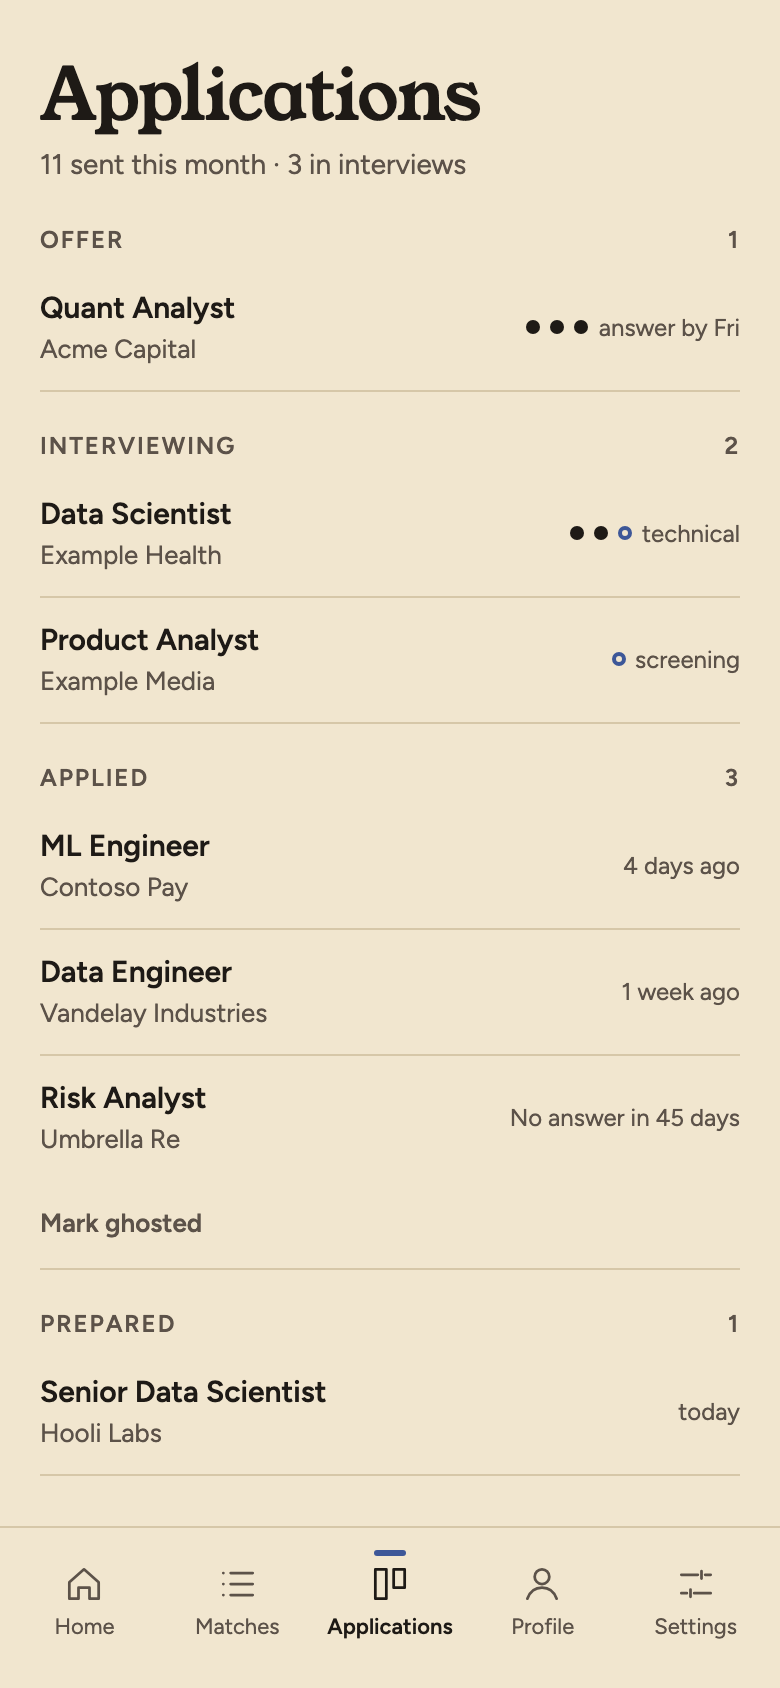 Applications
11 sent this month · 3 in interviews
OFFER 1
Quant Analyst
Acme Capital
answer by Fri
INTERVIEWING 2
Data Scientist
Example Health
technical
Product Analyst
Example Media
screening
APPLIED 3
ML Engineer
Contoso Pay
4 days ago
Data Engineer
Vandelay Industries
1 week ago
Risk Analyst
Umbrella Re
No answer in 45 days
Mark ghosted
PREPARED 1
Senior Data Scientist
Hooli Labs
today
Home Matches Applications Profile Settings